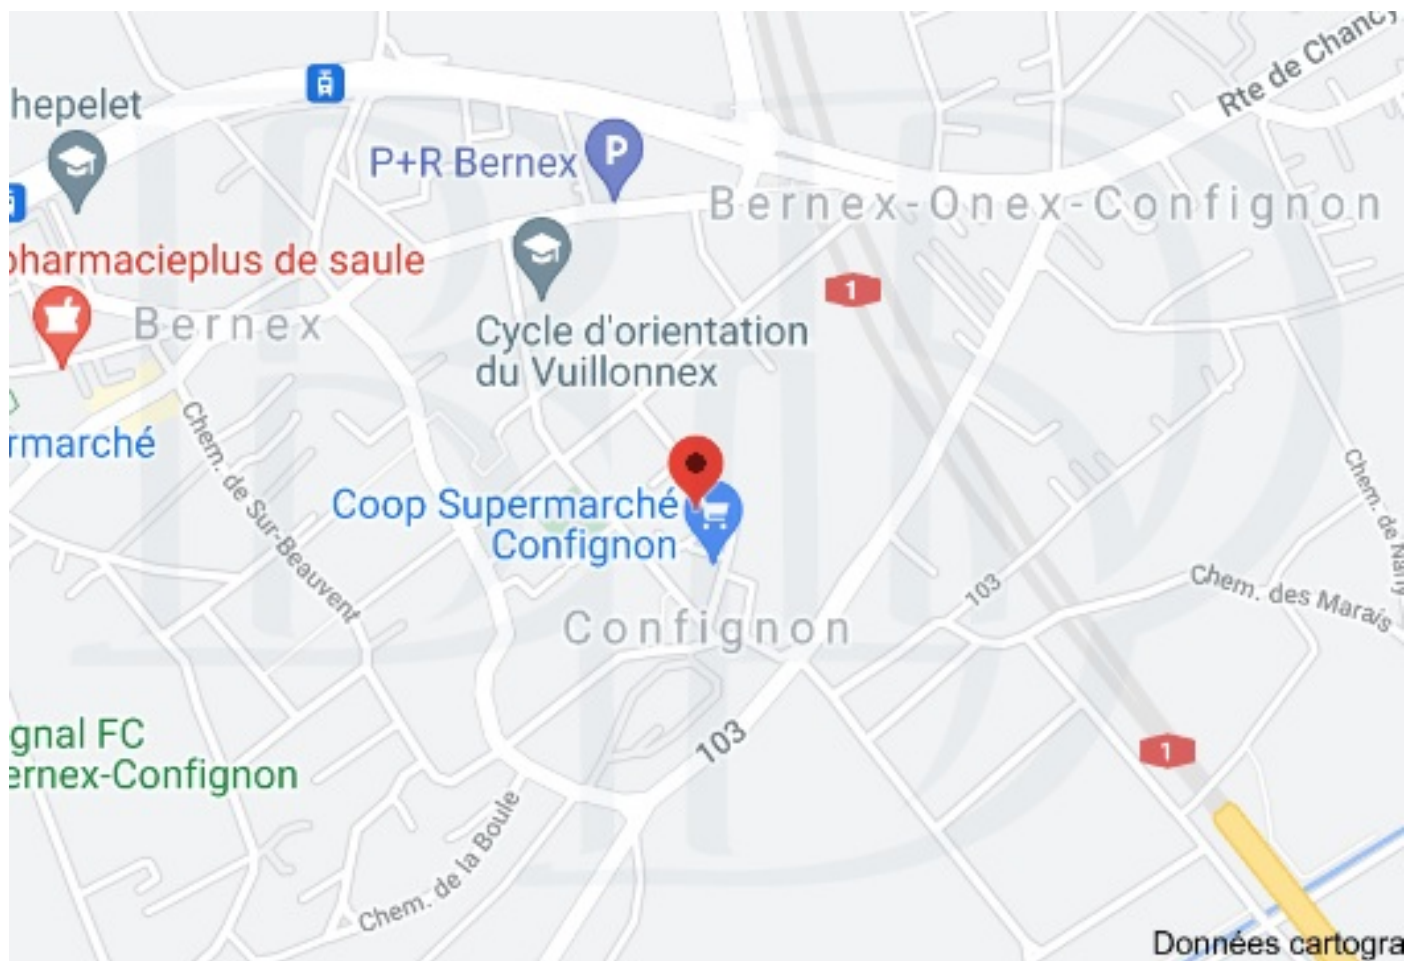 Rte de Chancy
hepelet
P+R Bernex
P
Bernex-Onex-Confignon
pharmacieplus de saule
1
Bernex
Cycle d'orientation
du Vuillonnex
rmarché
Chem. de Sur-Beauvent
Coop Supermarché
Confignon
Chem. de Narly
103
Chem. des Marais
Confignon
gnal FC
ernex-Confignon
103
1
Chem. de la Boule
Données cartogra